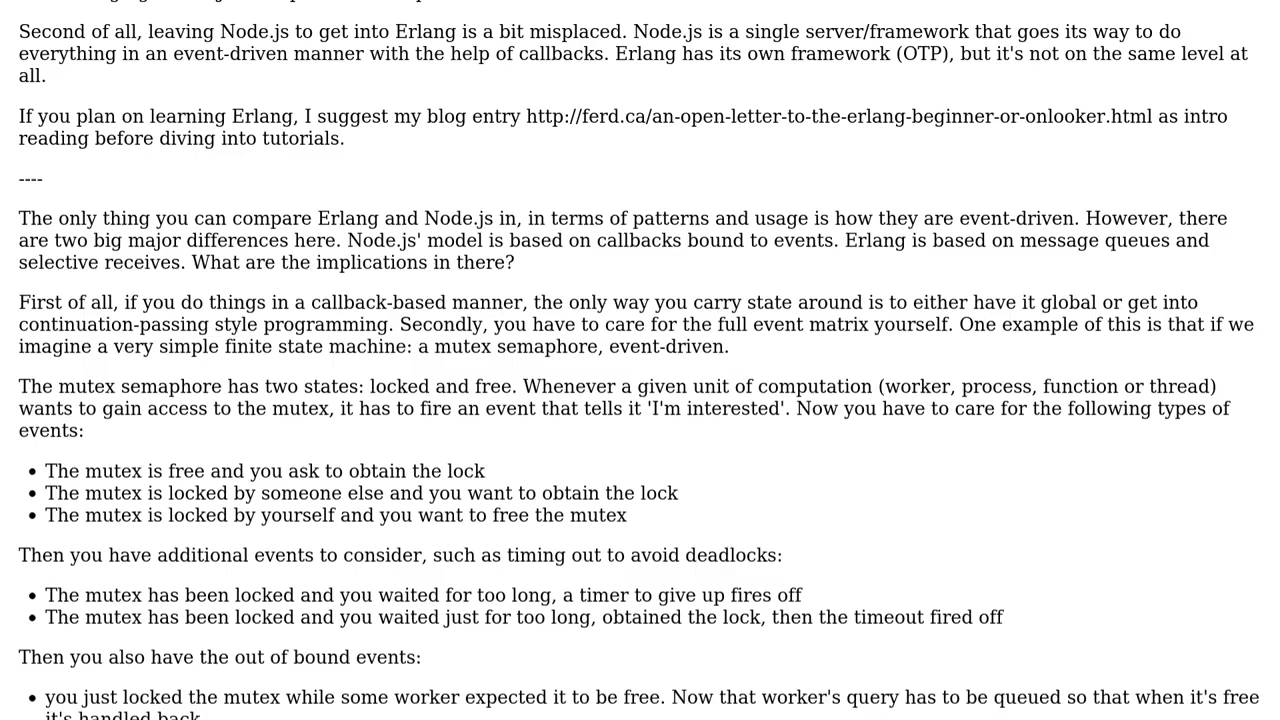 Second of all, leaving Node.js to get into Erlang is a bit misplaced. Node.js is a single server/framework that goes its way to do
everything in an event-driven manner with the help of callbacks. Erlang has its own framework (OTP), but it's not on the same level at
all.
If you plan on learning Erlang, I suggest my blog entry http://ferd.ca/an-open-letter-to-the-erlang-beginner-or-onlooker.html as intro
reading before diving into tutorials.
----
The only thing you can compare Erlang and Node.js in, in terms of patterns and usage is how they are event-driven. However, there
are two big major differences here. Node.js' model is based on callbacks bound to events. Erlang is based on message queues and
selective receives. What are the implications in there?
First of all, if you do things in a callback-based manner, the only way you carry state around is to either have it global or get into
continuation-passing style programming. Secondly, you have to care for the full event matrix yourself. One example of this is that if we
imagine a very simple finite state machine: a mutex semaphore, event-driven.
The mutex semaphore has two states: locked and free. Whenever a given unit of computation (worker, process, function or thread)
wants to gain access to the mutex, it has to fire an event that tells it 'I'm interested'. Now you have to care for the following types of
events:
• The mutex is free and you ask to obtain the lock
• The mutex is locked by someone else and you want to obtain the lock
• The mutex is locked by yourself and you want to free the mutex
Then you have additional events to consider, such as timing out to avoid deadlocks:
• The mutex has been locked and you waited for too long, a timer to give up fires off
• The mutex has been locked and you waited just for too long, obtained the lock, then the timeout fired off
Then you also have the out of bound events:
• you just locked the mutex while some worker expected it to be free. Now that worker's query has to be queued so that when it's free
it's handled back